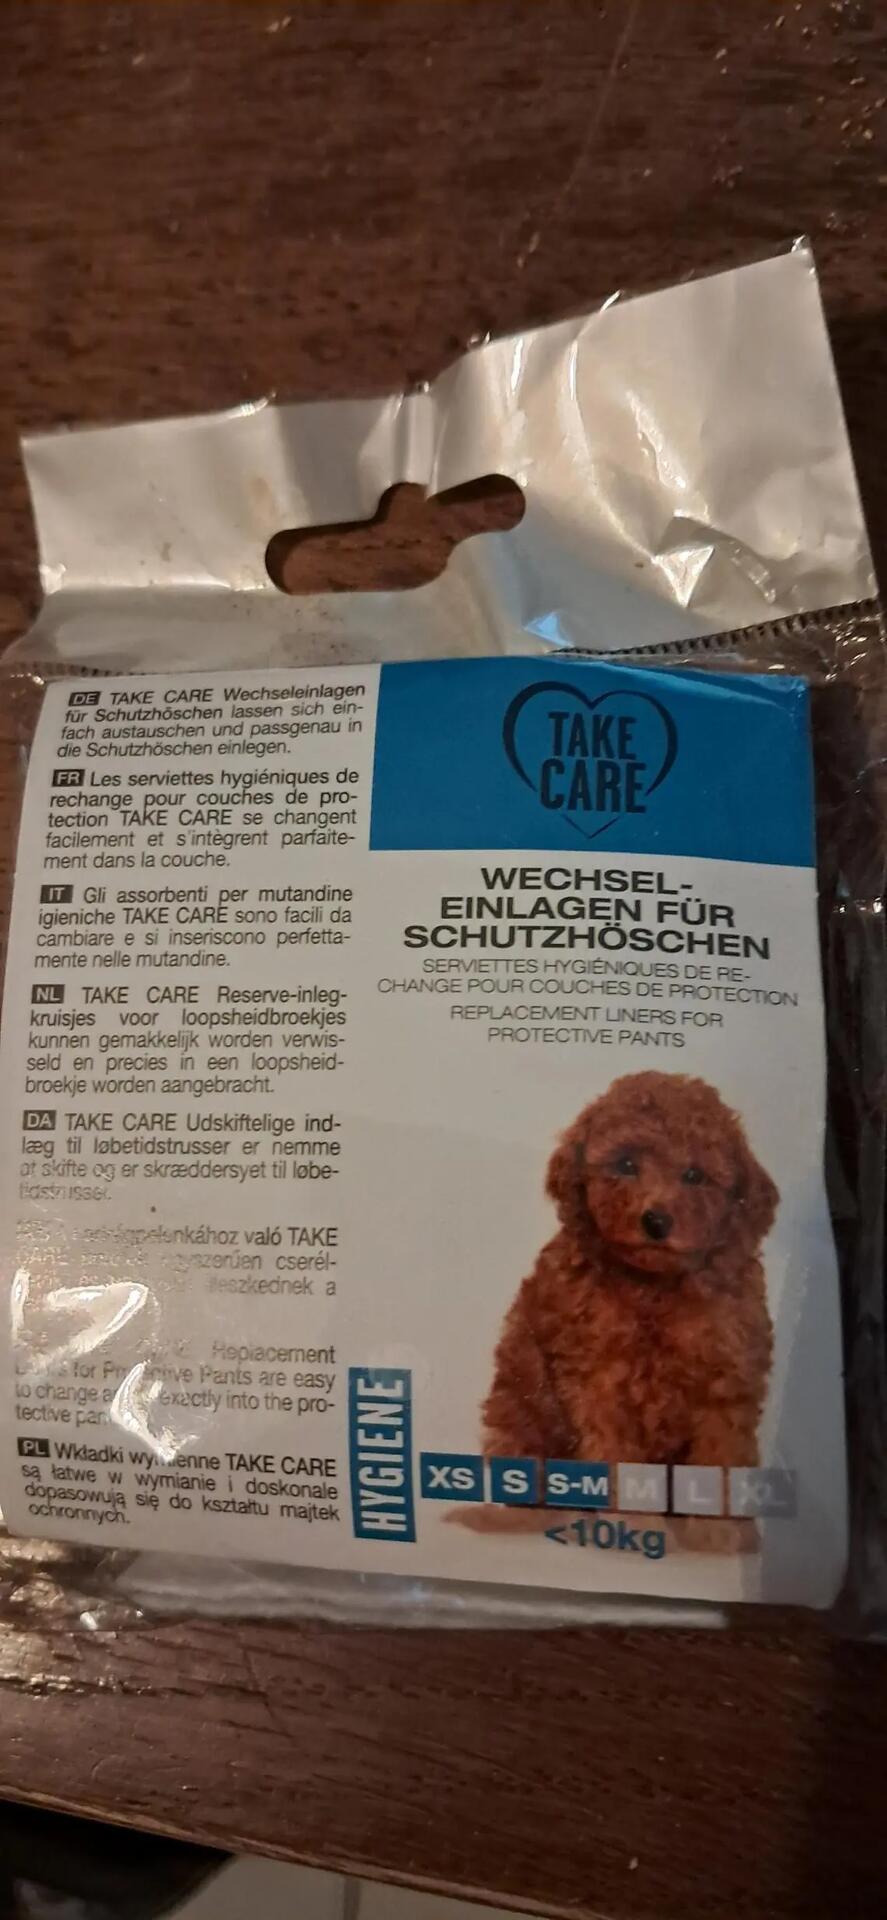 DE TAKE CARE Wechseleinlagen
für Schutzhöschen lassen sich ein-
fach austauschen und passgenau in
die Schutzhöschen einlegen.
FR Les serviettes hygiéniques de
rechange pour couches de pro-
tection TAKE CARE se changent
facilement et s'intègrent parfaite-
ment dans la couche.
IT Gli assorbenti per mutandine
igieniche TAKE CARE sono facili da
cambiare e si inseriscono perfetta-
mente nelle mutandine.
NL TAKE CARE Reserve-inleg-
kruisjes voor loopsheidbroekjes
kunnen gemakkelijk worden verwis-
seld en precies in een loopsheid-
broekje worden aangebracht.
DA TAKE CARE Udskiftelige ind-
læg til løbetidstrusser er nemme
at skifte og er skræddersyet til løbe-
tidstrusser.
való TAKE
cserél-
a
Replacement
for Pants are easy
to change exactly into the pro-
tective
PL Wkładki wymienne TAKE CARE
są łatwe w wymianie i doskonale
dopasowują się do kształtu majtek
ochronnych.
TAKE
CARE
WECHSEL-
EINLAGEN FÜR
SCHUTZHÖSCHEN
SERVIETTES HYGIÉNIQUES DE RE-
CHANGE POUR COUCHES DE PROTECTION
REPLACEMENT LINERS FOR
PROTECTIVE PANTS
HYGIENE
XS S S-M M L XL
<10kg